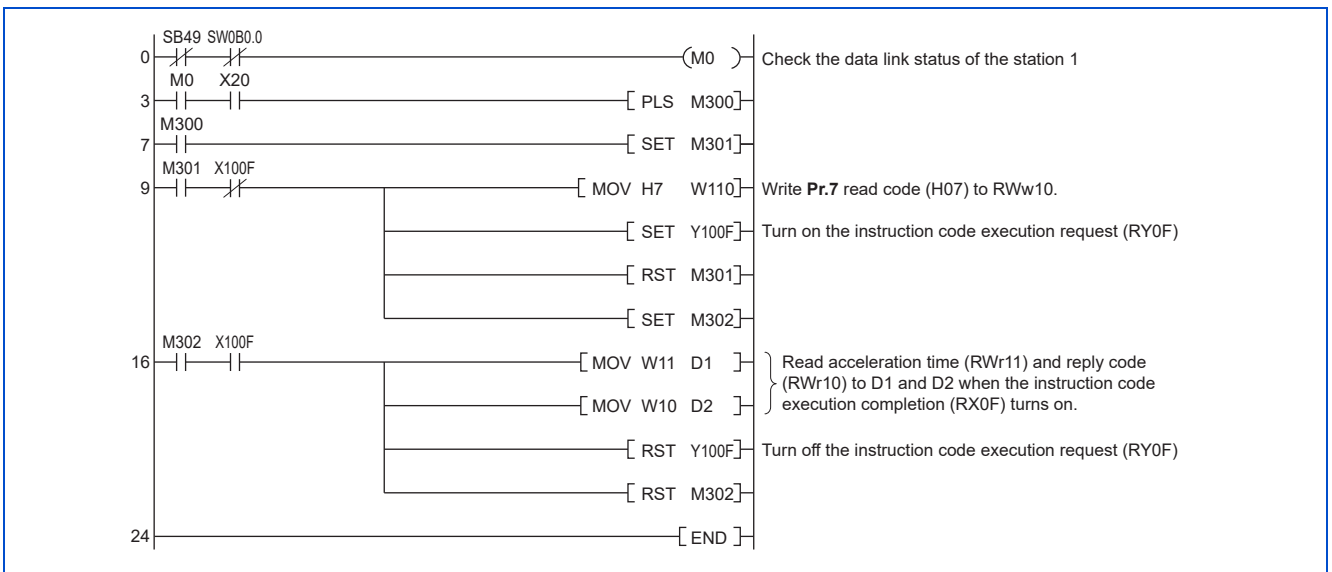 SB49 SW0B0.0
0 (M0 ) Check the data link status of the station 1
M0 X20
3 [ PLS M300]
M300
7 [ SET M301]
M301 X100F
9 [ MOV H7 W110] Write Pr.7 read code (H07) to RWw10.
[ SET Y100F] Turn on the instruction code execution request (RY0F)
[ RST M301]
[ SET M302]
M302 X100F
16 [ MOV W11 D1 ] Read acceleration time (RWr11) and reply code
(RWr10) to D1 and D2 when the instruction code
[ MOV W10 D2 ] execution completion (RX0F) turns on.
[ RST Y100F] Turn off the instruction code execution request (RY0F)
[ RST M302]
24 [ END ]